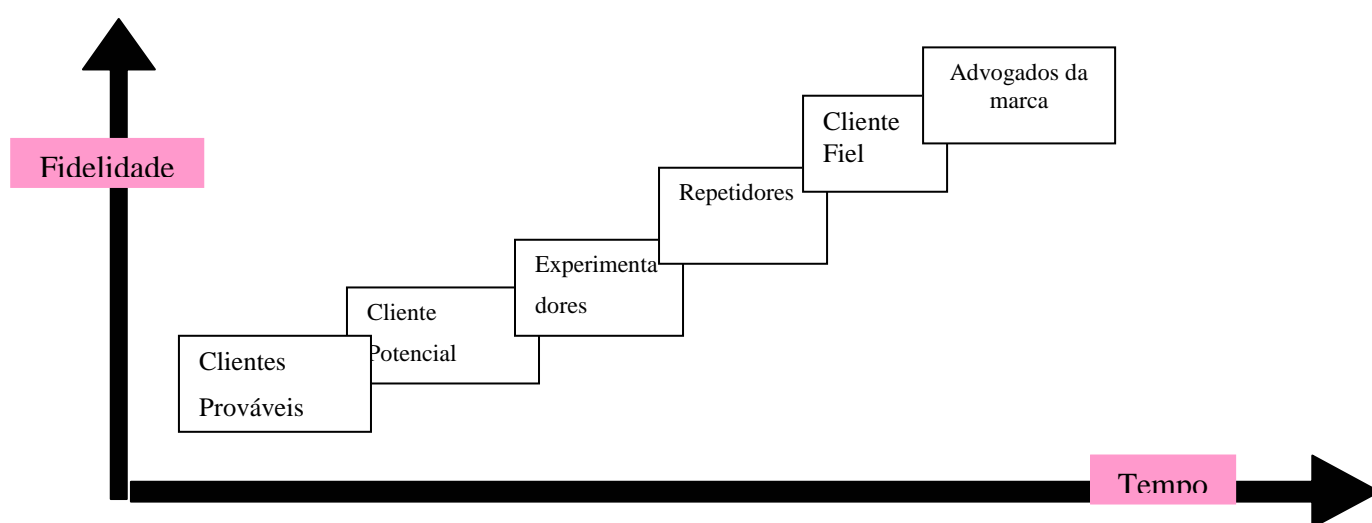 Advogados da
marca
Cliente
Fiel
Fidelidade
Repetidores
Experimenta
dores
Cliente
Potencial
Clientes
Prováveis
Tempo